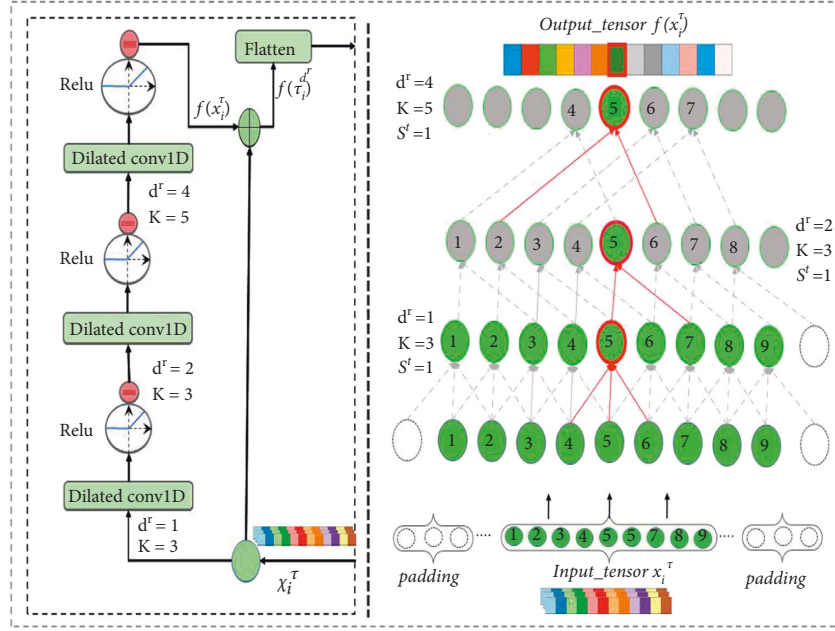 Relu
f(x_i^τ)
Flatten
f(τ_i^{d^r})
Dilated conv1D
d^r = 4
K = 5
Relu
Dilated conv1D
d^r = 2
K = 3
Relu
Dilated conv1D
d^r = 1
K = 3
χ_i^τ
Output_tensor f(x_i^τ)
5
d^r =4
K =5
S^t =1
4 5 6 7
1 2 3 4 5 6 7 8
d^r =2
K =3
S^t =1
d^r =1
K =3
S^t =1
1 2 3 4 5 6 7 8 9
1 2 3 4 5 6 7 8 9
1 2 3 4 5 5 7 8 9
padding
padding
Input_tensor x_i^τ